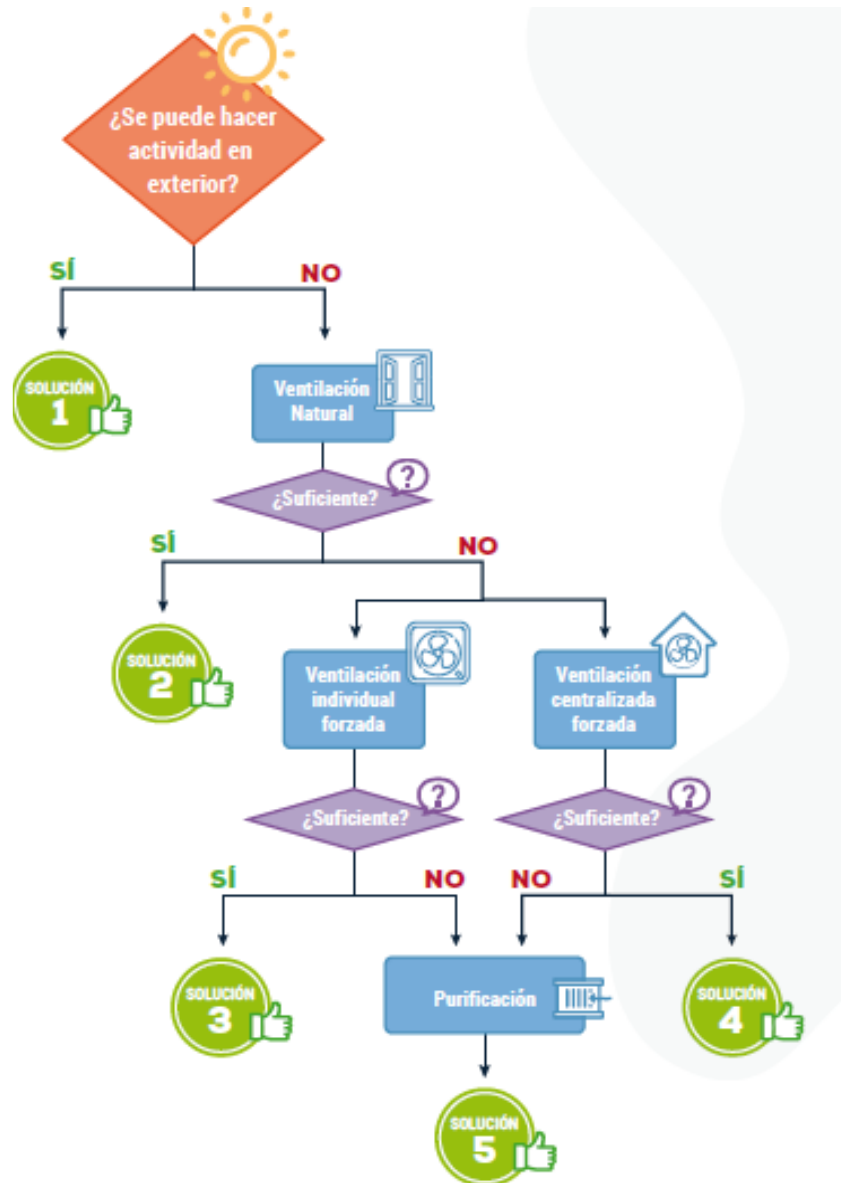 ¿Se puede hacer
actividad en
exterior?
SÍ
NO
SOLUCIÓN
1
Ventilación
Natural
?
¿Suficiente?
SÍ
NO
SOLUCIÓN
2
Ventilación
individual
forzada
Ventilación
centralizada
forzada
?
¿Suficiente?
?
¿Suficiente?
SÍ
NO
NO
SÍ
SOLUCIÓN
3
Purificación
SOLUCIÓN
4
SOLUCIÓN
5